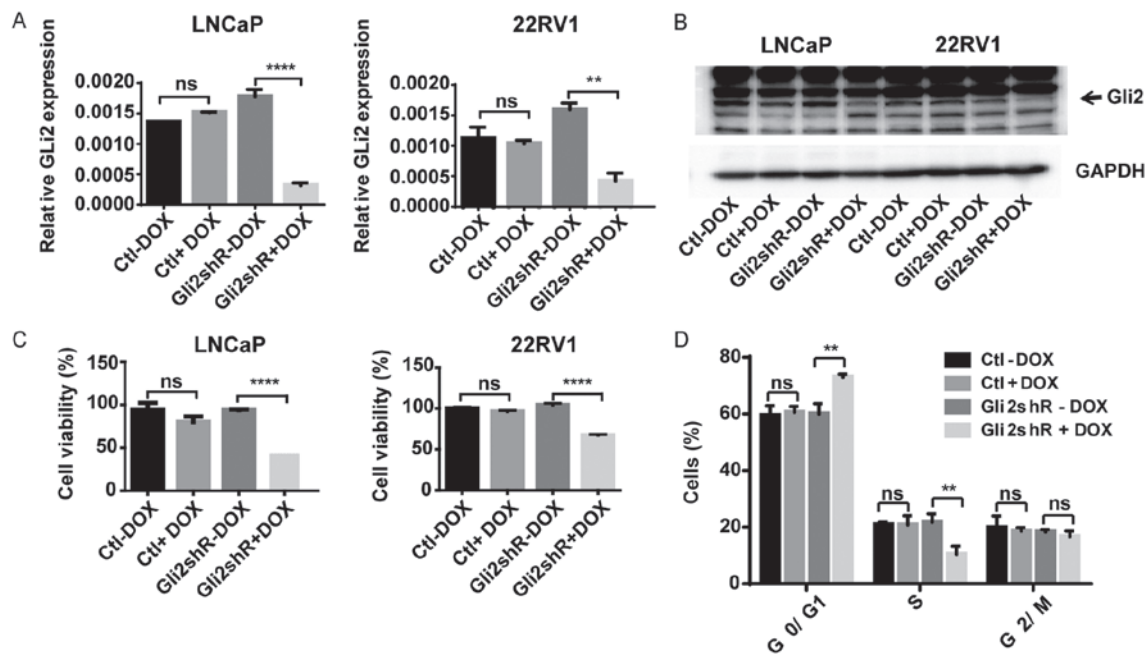 A
LNCaP
Relative GLi2 expression
0.0020
0.0015
0.0010
0.0005
0.0000
ns
****
Ctl-DOX
Ctl+ DOX
Gli2shR-DOX
Gli2shR+DOX
22RV1
Relative GLi2 expression
0.0020
0.0015
0.0010
0.0005
0.0000
ns
**
Ctl-DOX
Ctl+ DOX
Gli2shR-DOX
Gli2shR+DOX
B
LNCaP
22RV1
Gli2
GAPDH
Ctl-DOX
Ctl+DOX
Gli2shR-DOX
Gli2shR+DOX
Ctl-DOX
Ctl+DOX
Gli2shR-DOX
Gli2shR+DOX
C
LNCaP
Cell viability (%)
150
100
50
0
ns
****
Ctl-DOX
Ctl+ DOX
Gli2shR-DOX
Gli2shR+DOX
22RV1
Cell viability (%)
150
100
50
0
ns
****
Ctl-DOX
Ctl+ DOX
Gli2shR-DOX
Gli2shR+DOX
D
Cells (%)
80
60
40
20
0
ns
**
ns
**
ns
ns
G 0/ G1
S
G 2/ M
Ctl -DOX
Ctl + DOX
Gli 2s hR - DOX
Gli 2s hR + DOX